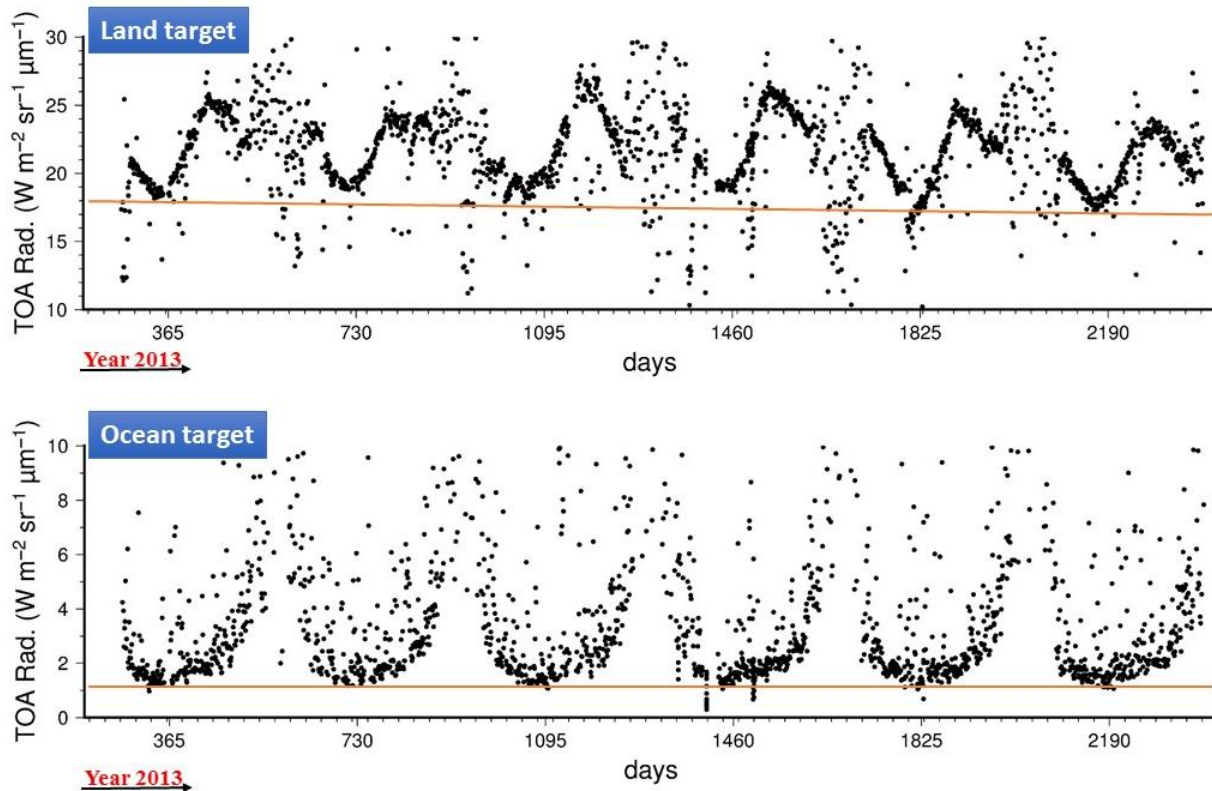 Land target
TOA Rad. (W m⁻² sr⁻¹ μm⁻¹)
30
25
20
15
10
365 730 1095 1460 1825 2190
days
Year 2013
Ocean target
TOA Rad. (W m⁻² sr⁻¹ μm⁻¹)
10
8
6
4
2
0
365 730 1095 1460 1825 2190
days
Year 2013